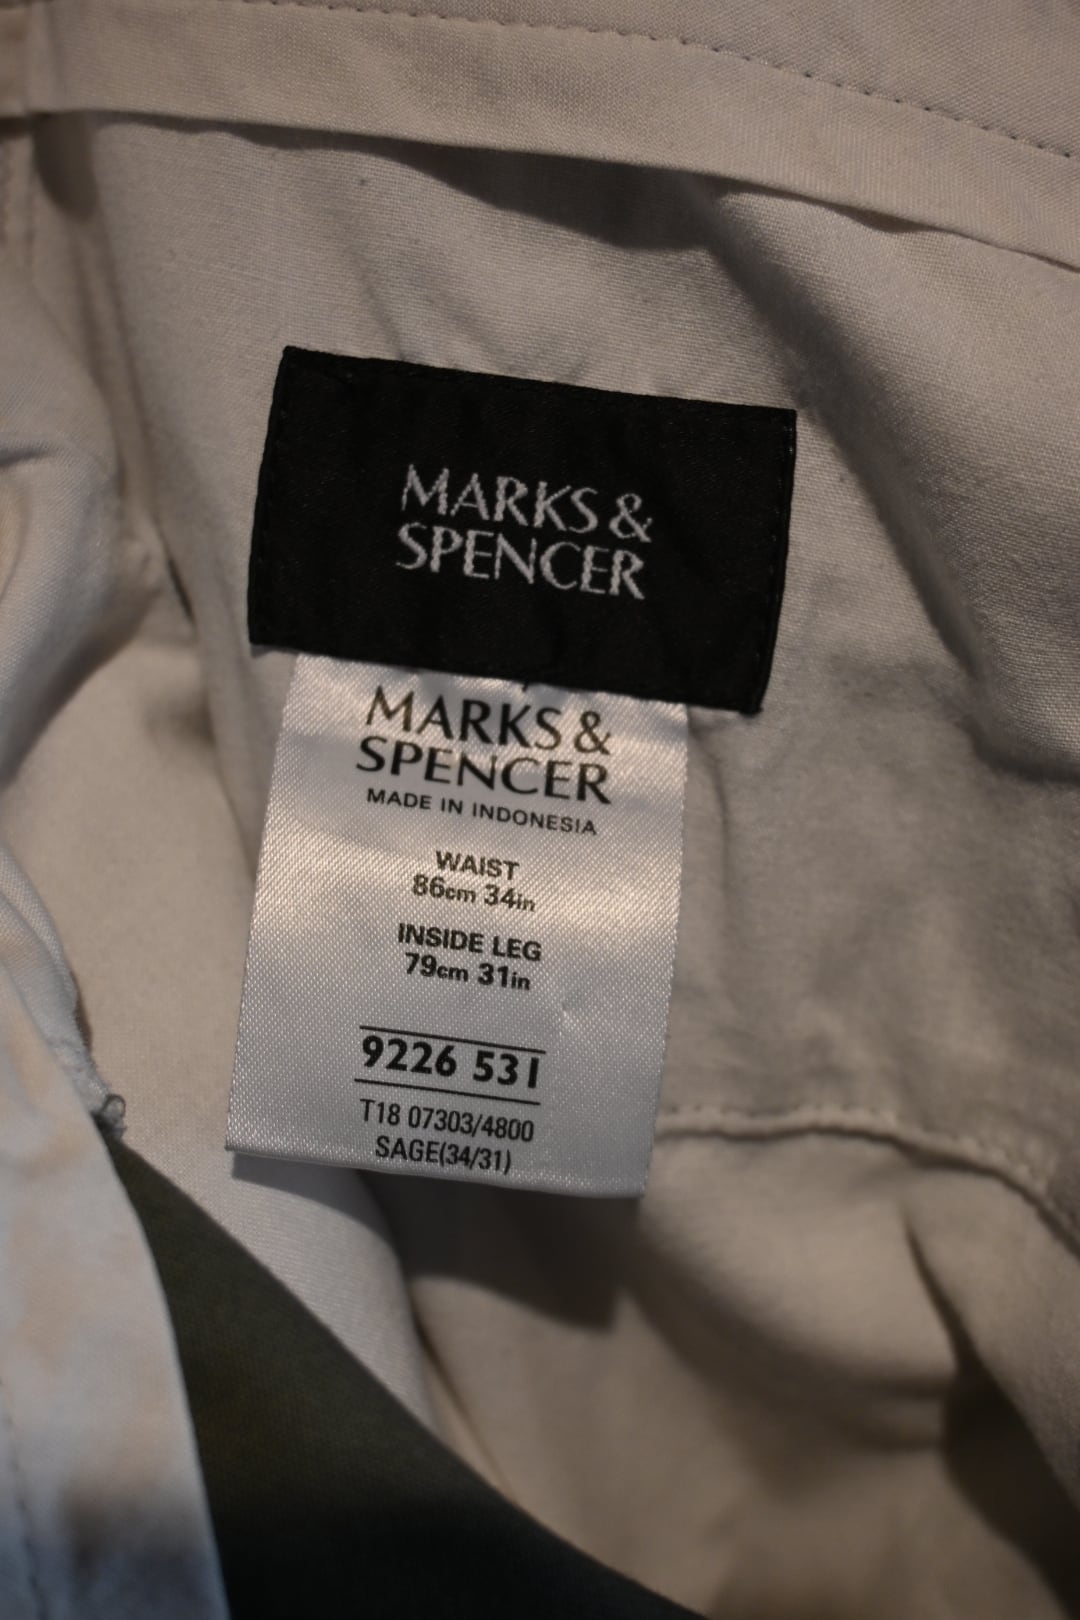 MARKS &
SPENCER
MARKS &
SPENCER
MADE IN INDONESIA
WAIST
86cm 34in
INSIDE LEG
79cm 31in
9226 531
T18 07303/4800
SAGE(34/31)